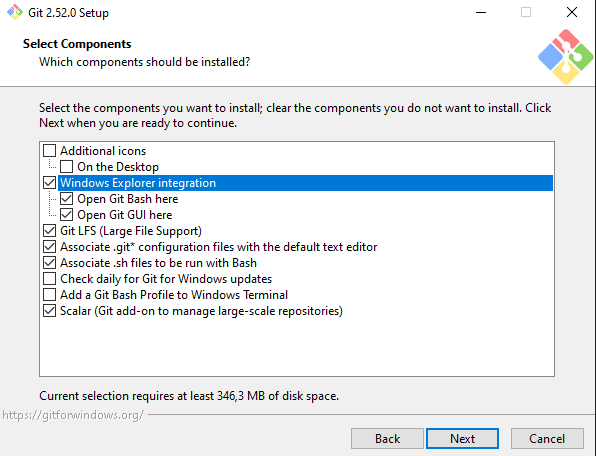 Git 2.52.0 Setup
Select Components
Which components should be installed?
Select the components you want to install; clear the components you do not want to install. Click
Next when you are ready to continue.
Additional icons
On the Desktop
Windows Explorer integration
Open Git Bash here
Open Git GUI here
Git LFS (Large File Support)
Associate .git* configuration files with the default text editor
Associate .sh files to be run with Bash
Check daily for Git for Windows updates
Add a Git Bash Profile to Windows Terminal
Scalar (Git add-on to manage large-scale repositories)
Current selection requires at least 346,3 MB of disk space.
https://gitforwindows.org/
Back Next Cancel